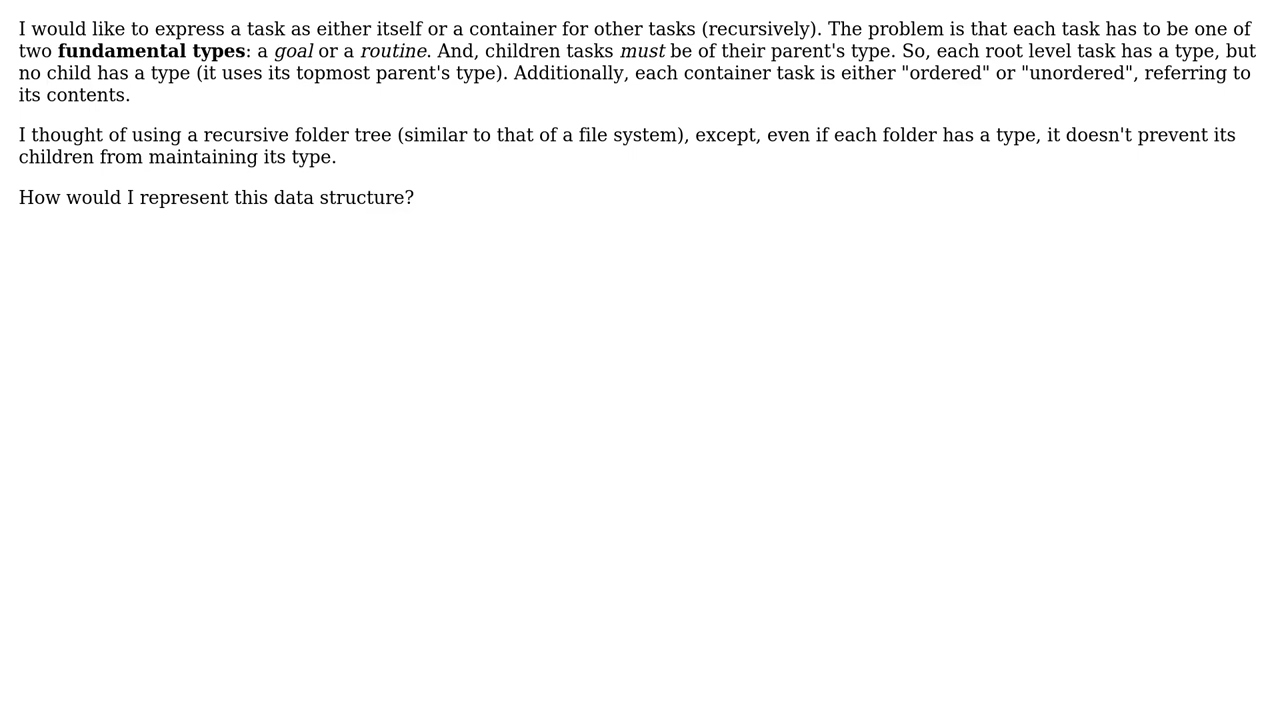 I would like to express a task as either itself or a container for other tasks (recursively). The problem is that each task has to be one of
two fundamental types: a goal or a routine. And, children tasks must be of their parent's type. So, each root level task has a type, but
no child has a type (it uses its topmost parent's type). Additionally, each container task is either "ordered" or "unordered", referring to
its contents.
I thought of using a recursive folder tree (similar to that of a file system), except, even if each folder has a type, it doesn't prevent its
children from maintaining its type.
How would I represent this data structure?